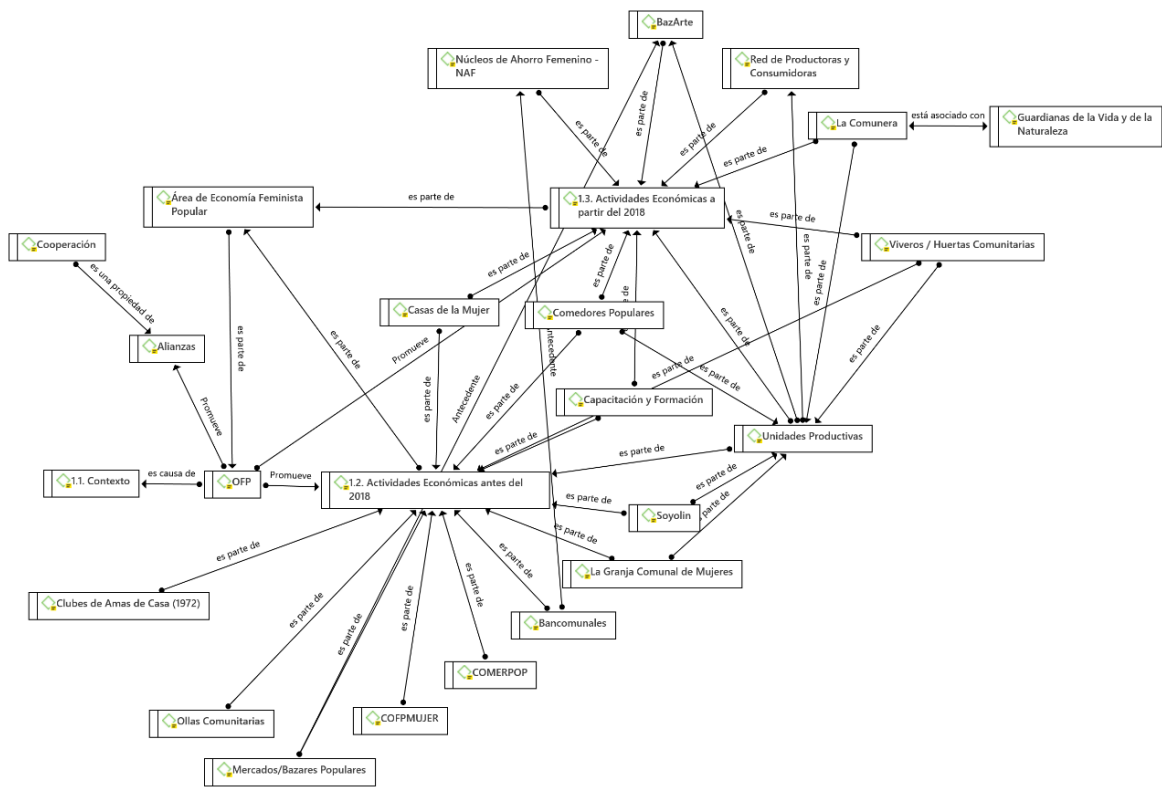 BazArte
Núcleos de Ahorro Femenino -
NAF
Red de Productoras y
Consumidoras
La Comunera
está asociado con
Guardianas de la Vida y de la
Naturaleza
es parte de
es parte de
es parte de
es parte de
Área de Economía Feminista
Popular
es parte de
1.3. Actividades Económicas a
partir del 2018
es parte de
es parte de
es parte de
es parte de
Viveros / Huertas Comunitarias
Cooperación
es una propiedad de
es parte de
es parte de
de de
Casas de la Mujer
Comedores Populares
Alianzas
es parte de
es parte de
Promueve
Antecedente
es parte de
es parte de
es parte de
es parte de
Promueve
es parte de
Antecedente
es parte de
Capacitación y Formación
es parte de
Unidades Productivas
1.1. Contexto
es causa de
OFP
Promueve
1.2. Actividades Económicas antes del
2018
es parte de
es parte de
es parte de
Soyolin
es parte de
es parte de
es parte de
es parte de
es parte de
La Granja Comunal de Mujeres
Clubes de Amas de Casa (1972)
es parte de
es parte de
es parte de
Bancomunales
COMERPOP
Ollas Comunitarias
COFPMUJER
Mercados/Bazares Populares